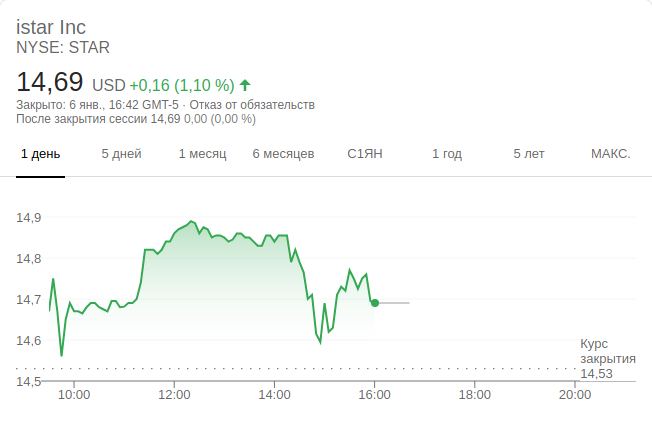 istar Inc
NYSE: STAR
14,69 USD +0,16 (1,10 %)
Закрыто: 6 янв., 16:42 GMT-5 · Отказ от обязательств
После закрытия сессии 14,69 0,00 (0,00 %)
1 день 5 дней 1 месяц 6 месяцев С1ЯН 1 год 5 лет МАКС.
14,9
14,8
14,7
14,6
14,5
Курс
закрытия
14,53
10:00 12:00 14:00 16:00 18:00 20:00